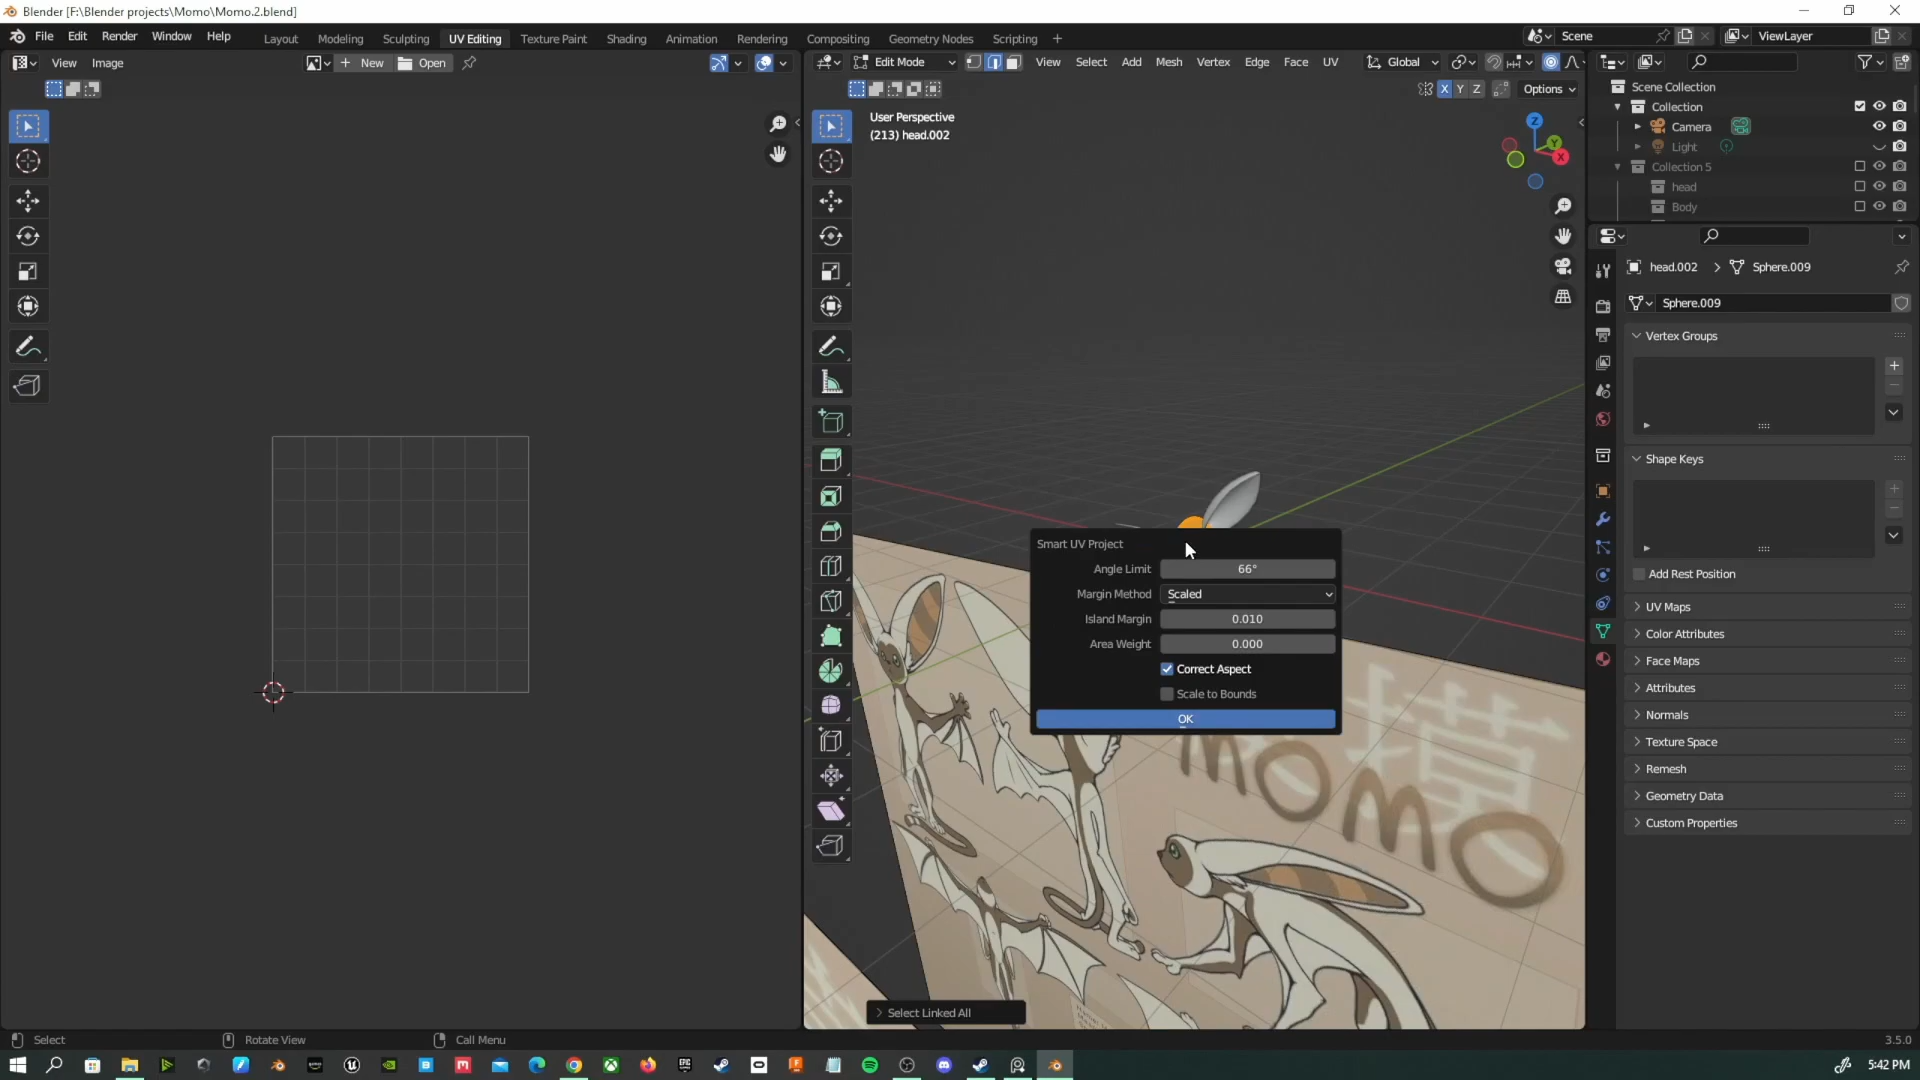 Blender [F:\Blender projects\Momo\Momo.2.blend]
File Edit Render Window Help
Layout Modeling Sculpting UV Editing Texture Paint Shading Animation Rendering Compositing Geometry Nodes Scripting +
Scene
ViewLayer
View Image
New
Open
Edit Mode
View Select Add Mesh Vertex Edge Face UV
Global
X Y Z
Options
User Perspective
(213) head.002
Z
Y
X
Scene Collection
Collection
Camera
Light
Collection 5
head
Body
head.002 > Sphere.009
Sphere.009
Vertex Groups
Shape Keys
Add Rest Position
UV Maps
Color Attributes
Face Maps
Attributes
Normals
Texture Space
Remesh
Geometry Data
Custom Properties
Smart UV Project
Angle Limit 66°
Margin Method Scaled
Island Margin 0.010
Area Weight 0.000
Correct Aspect
Scale to Bounds
OK
MOMO
Select Linked All
Select
Rotate View
Call Menu
3.5.0
5:42 PM